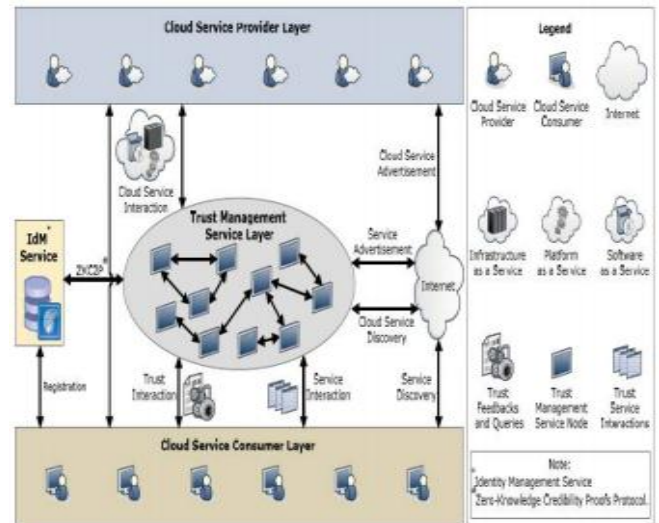 Cloud Service Provider Layer
Cloud Service
Interaction
Cloud Service
Advertisement
Trust Management
Service Layer
IdM*
Service
ZKC2P
Service
Advertisement
Internet
Cloud Service
Discovery
Registration
Trust
Interaction
Service
Interaction
Service
Discovery
Cloud Service Consumer Layer
Legend
Cloud Service
Provider
Cloud Service
Consumer
Internet
Infrastructure
as a Service
Platform
as a Service
Software
as a Service
Trust
Feedbacks
and Queries
Trust
Management
Service Node
Trust
Service
Interactions
Note:
Identity Management Service
Zero-Knowledge Credibility Proofs Protocol